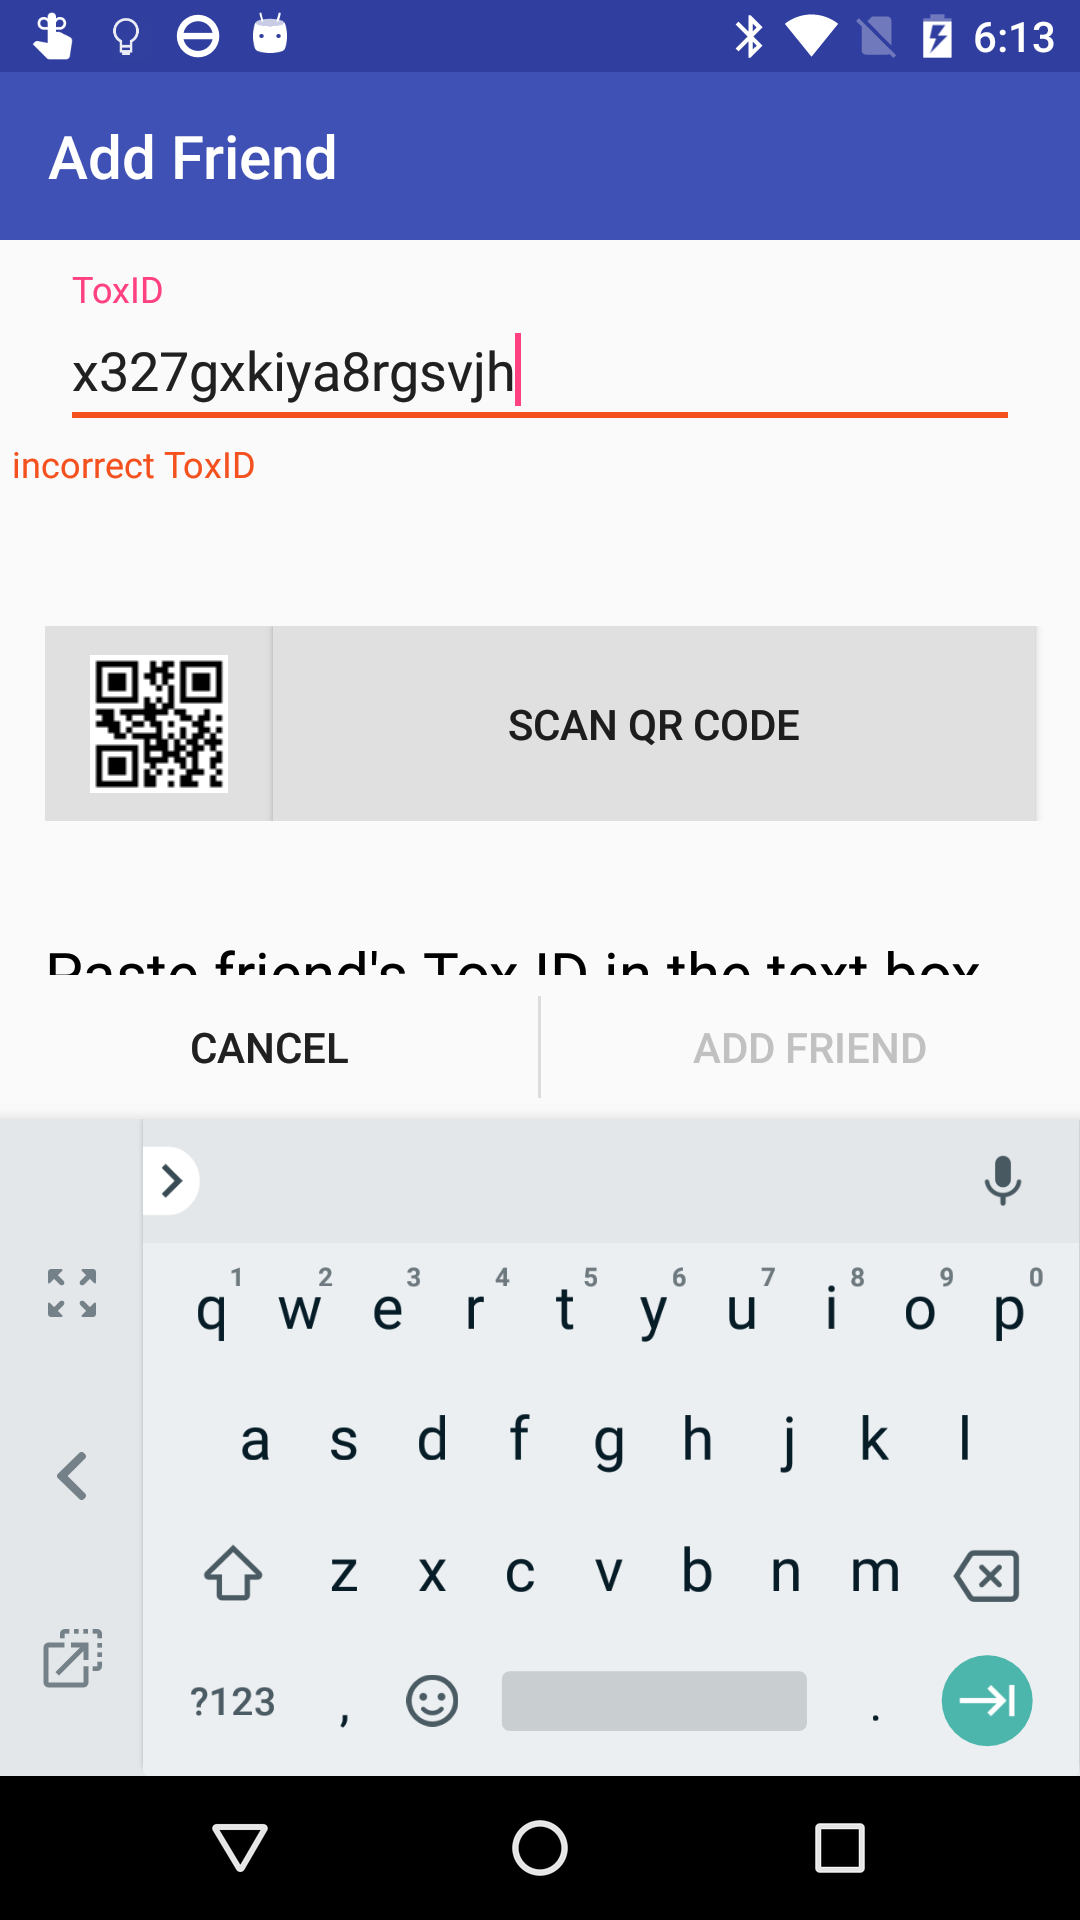 6:13
Add Friend
ToxID
x327gxkiya8rgsvjh
incorrect ToxID
SCAN QR CODE
Paste friend's Tox ID in the text box
CANCEL
ADD FRIEND
1 2 3 4 5 6 7 8 9 0
q w e r t y u i o p
a s d f g h j k l
z x c v b n m
?123 , .